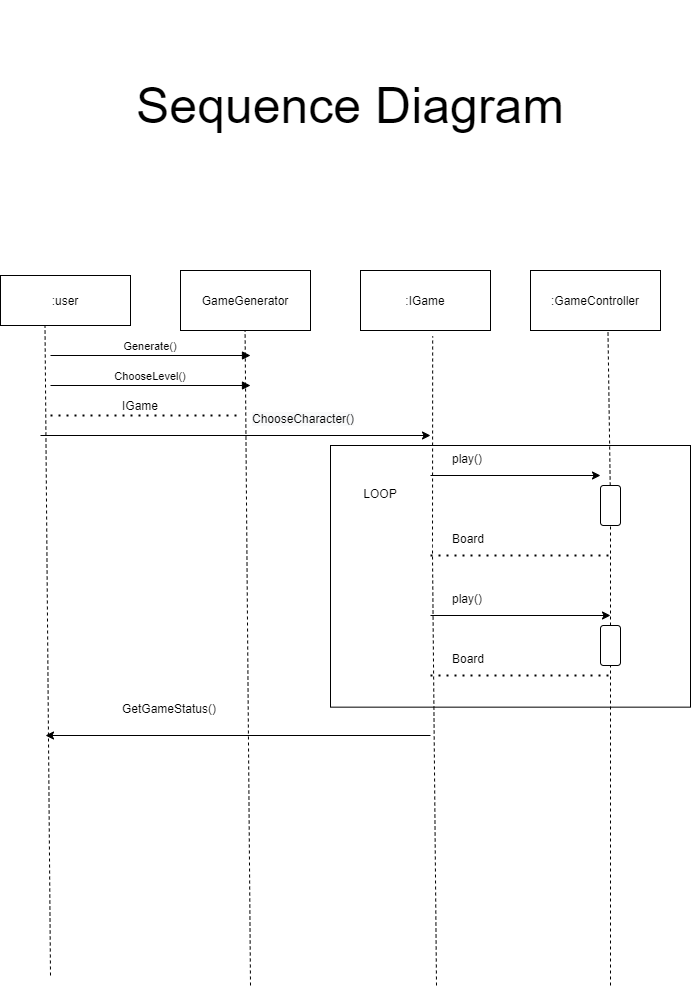 Sequence Diagram
:user
GameGenerator
:IGame
:GameController
Generate()
ChooseLevel()
IGame
ChooseCharacter()
play()
LOOP
Board
play()
Board
GetGameStatus()